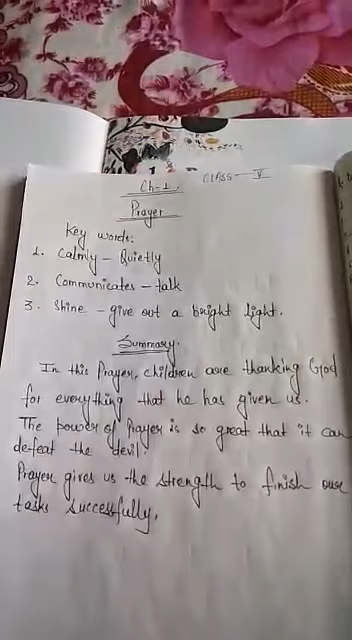 Ch-1.
CLASS - V
Prayer
Key words:
1. Calmly - Quietly
2. Communicates - talk
3. Shine - give out a bright light.
Summary.
In this Prayer, children are thanking God
for everything that he has given us.
The power of Prayer is so great that it can
defeat the devil.
Prayer gives us the strength to finish our
tasks successfully.